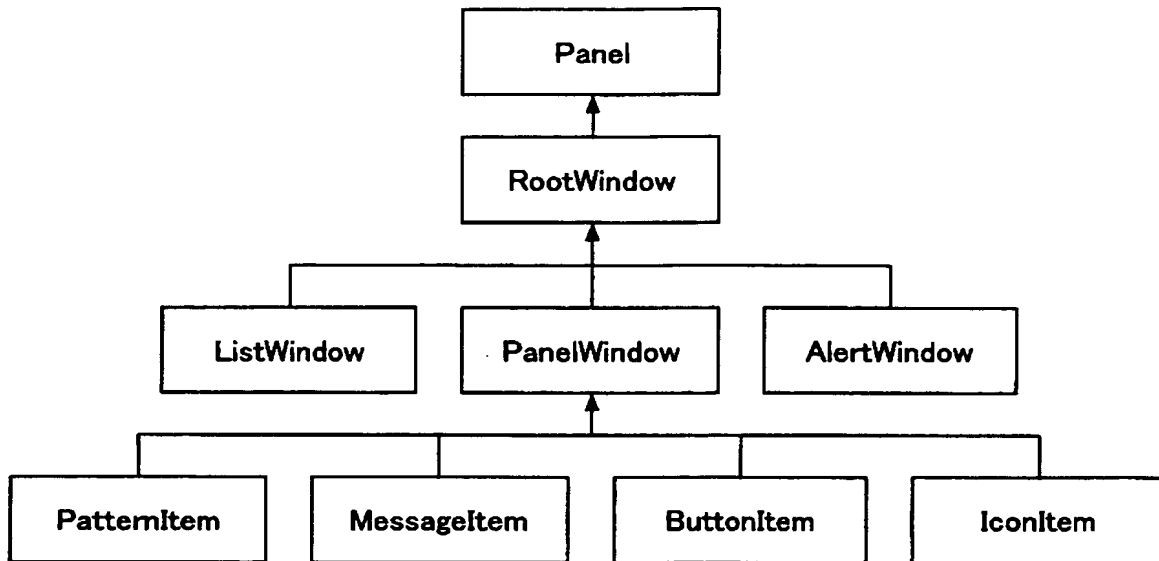 Panel
RootWindow
ListWindow
PanelWindow
AlertWindow
PatternItem
MessageItem
ButtonItem
IconItem